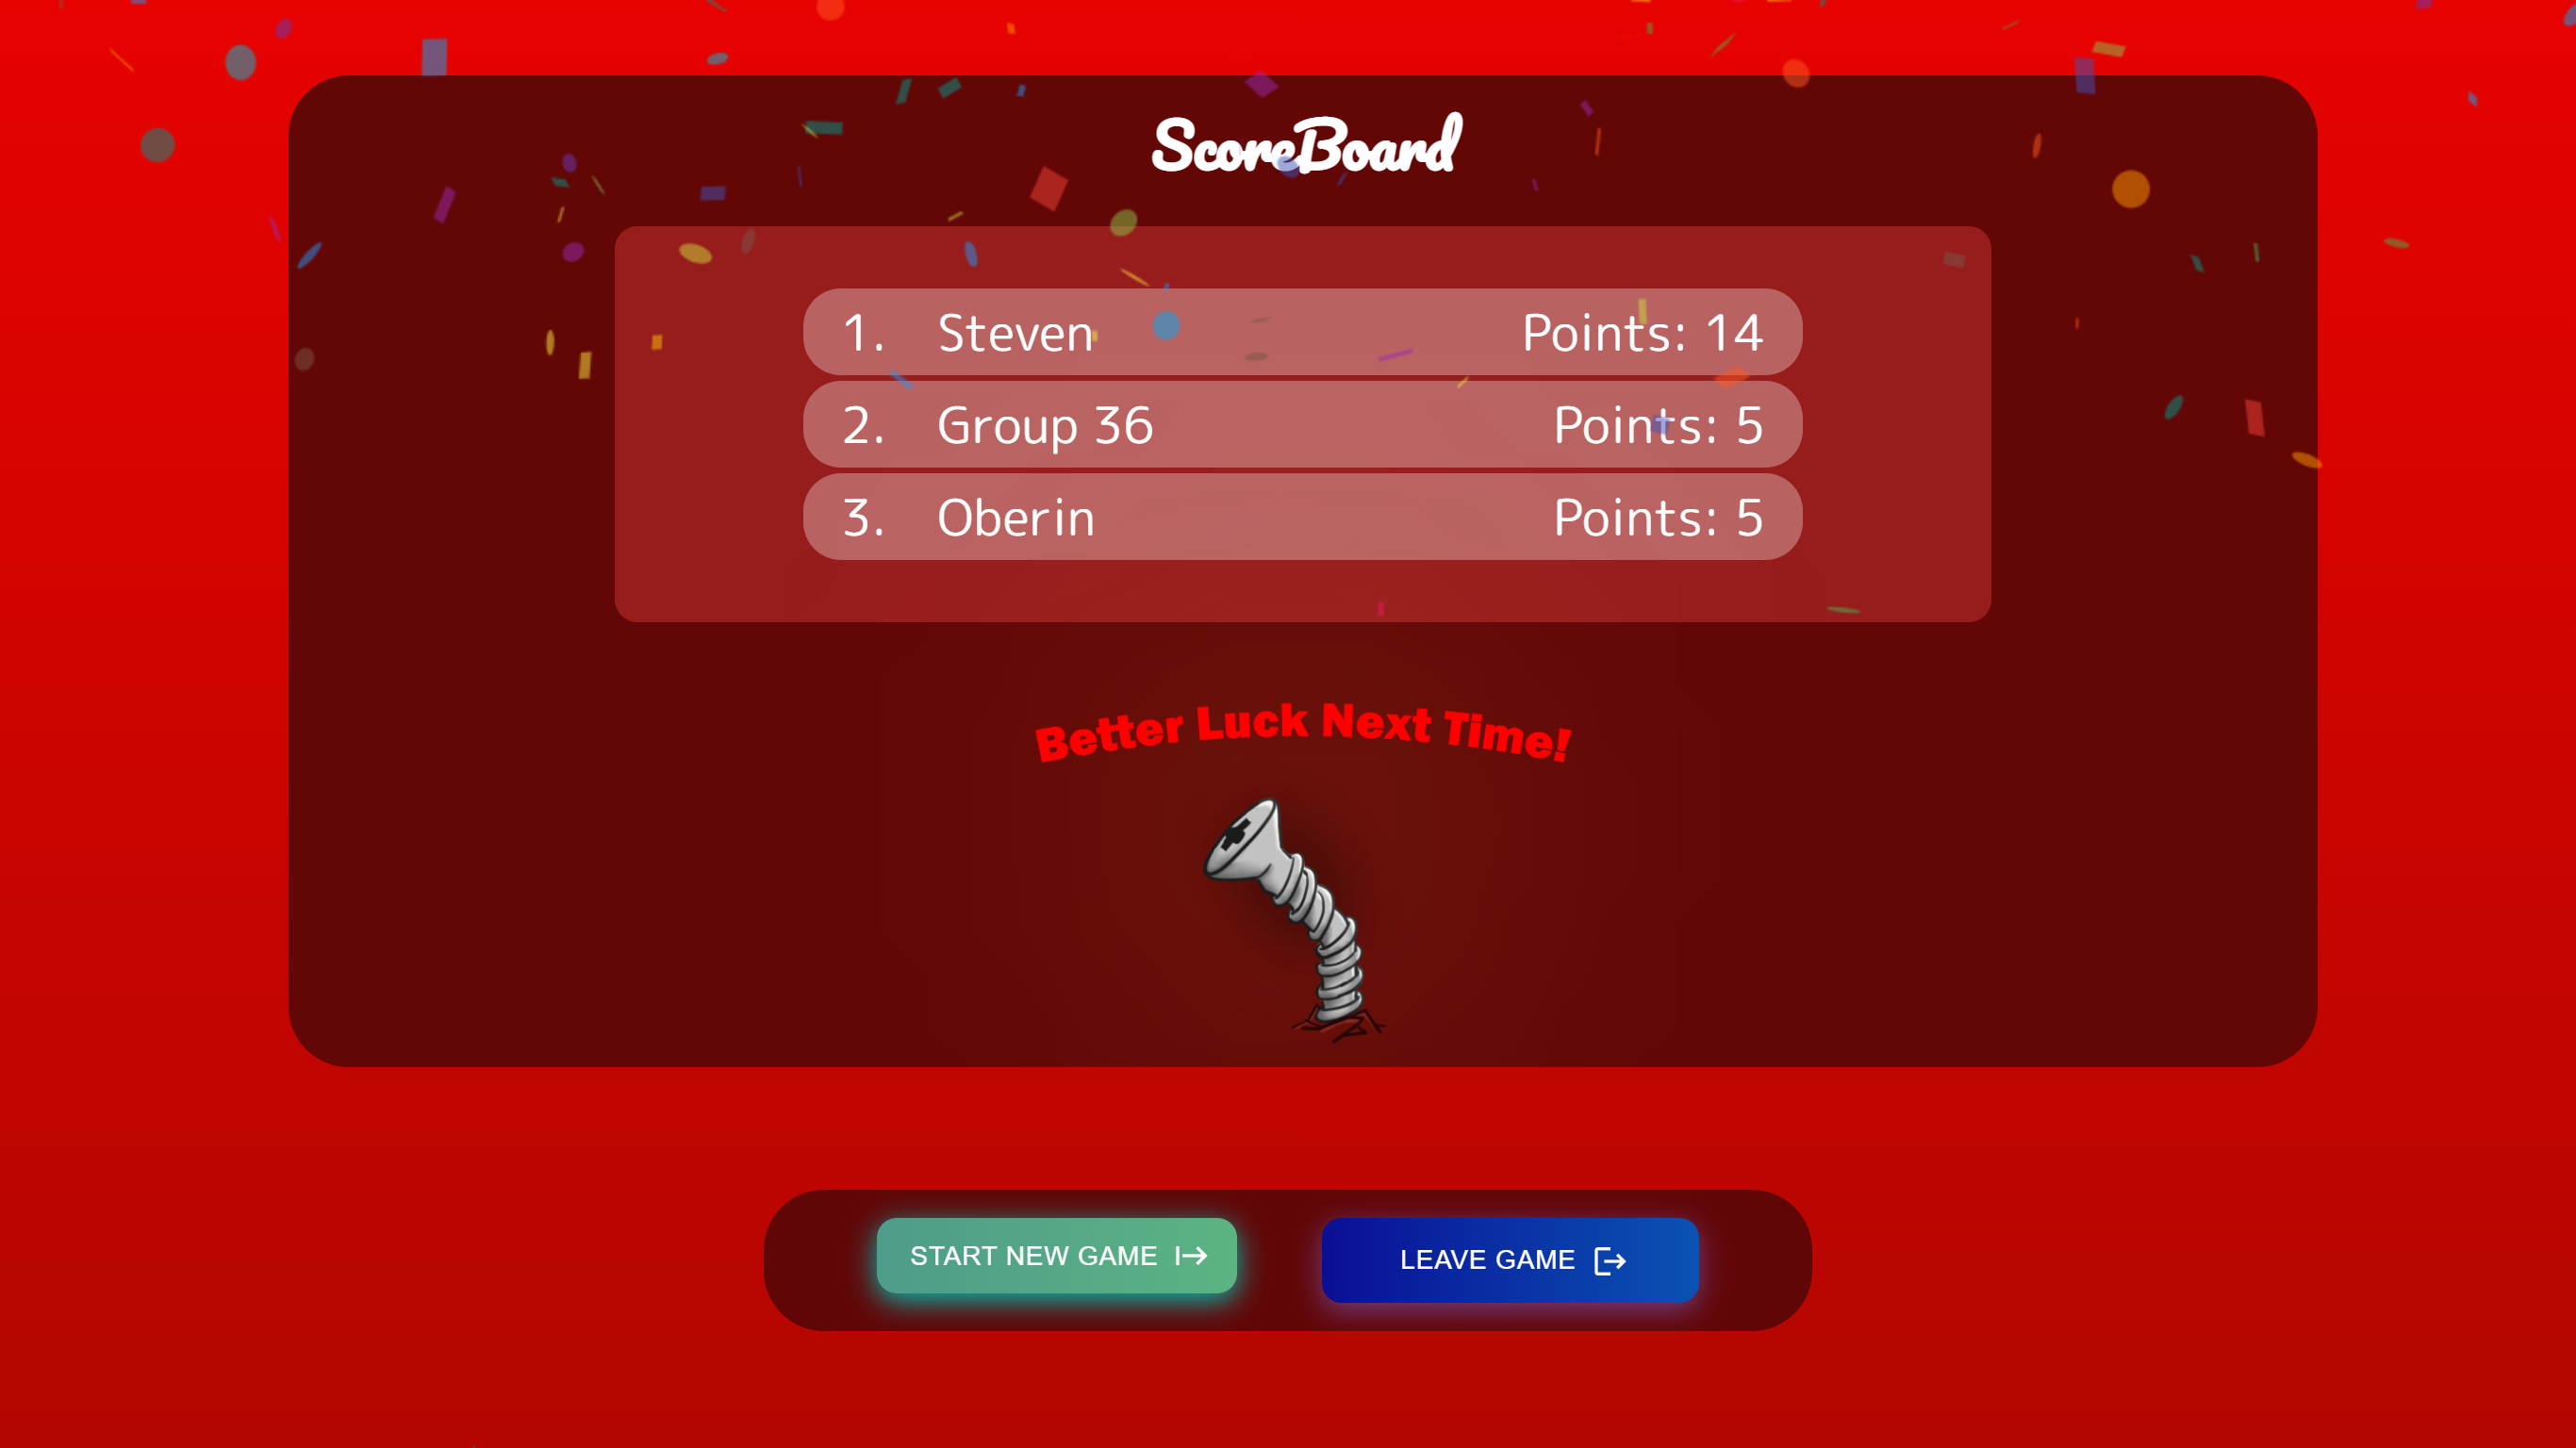 ScoreBoard
1. Steven Points: 14
2. Group 36 Points: 5
3. Oberin Points: 5
Better Luck Next Time!
START NEW GAME
LEAVE GAME